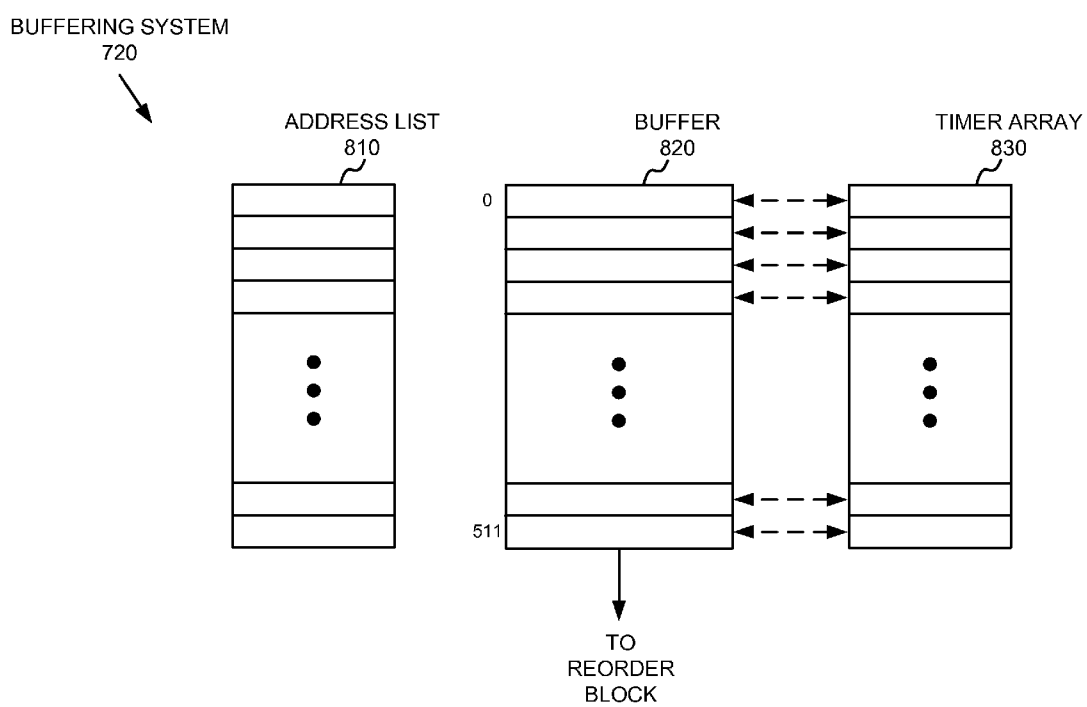 BUFFERING SYSTEM
720
ADDRESS LIST
810
BUFFER
820
TIMER ARRAY
830
0
511
TO
REORDER
BLOCK